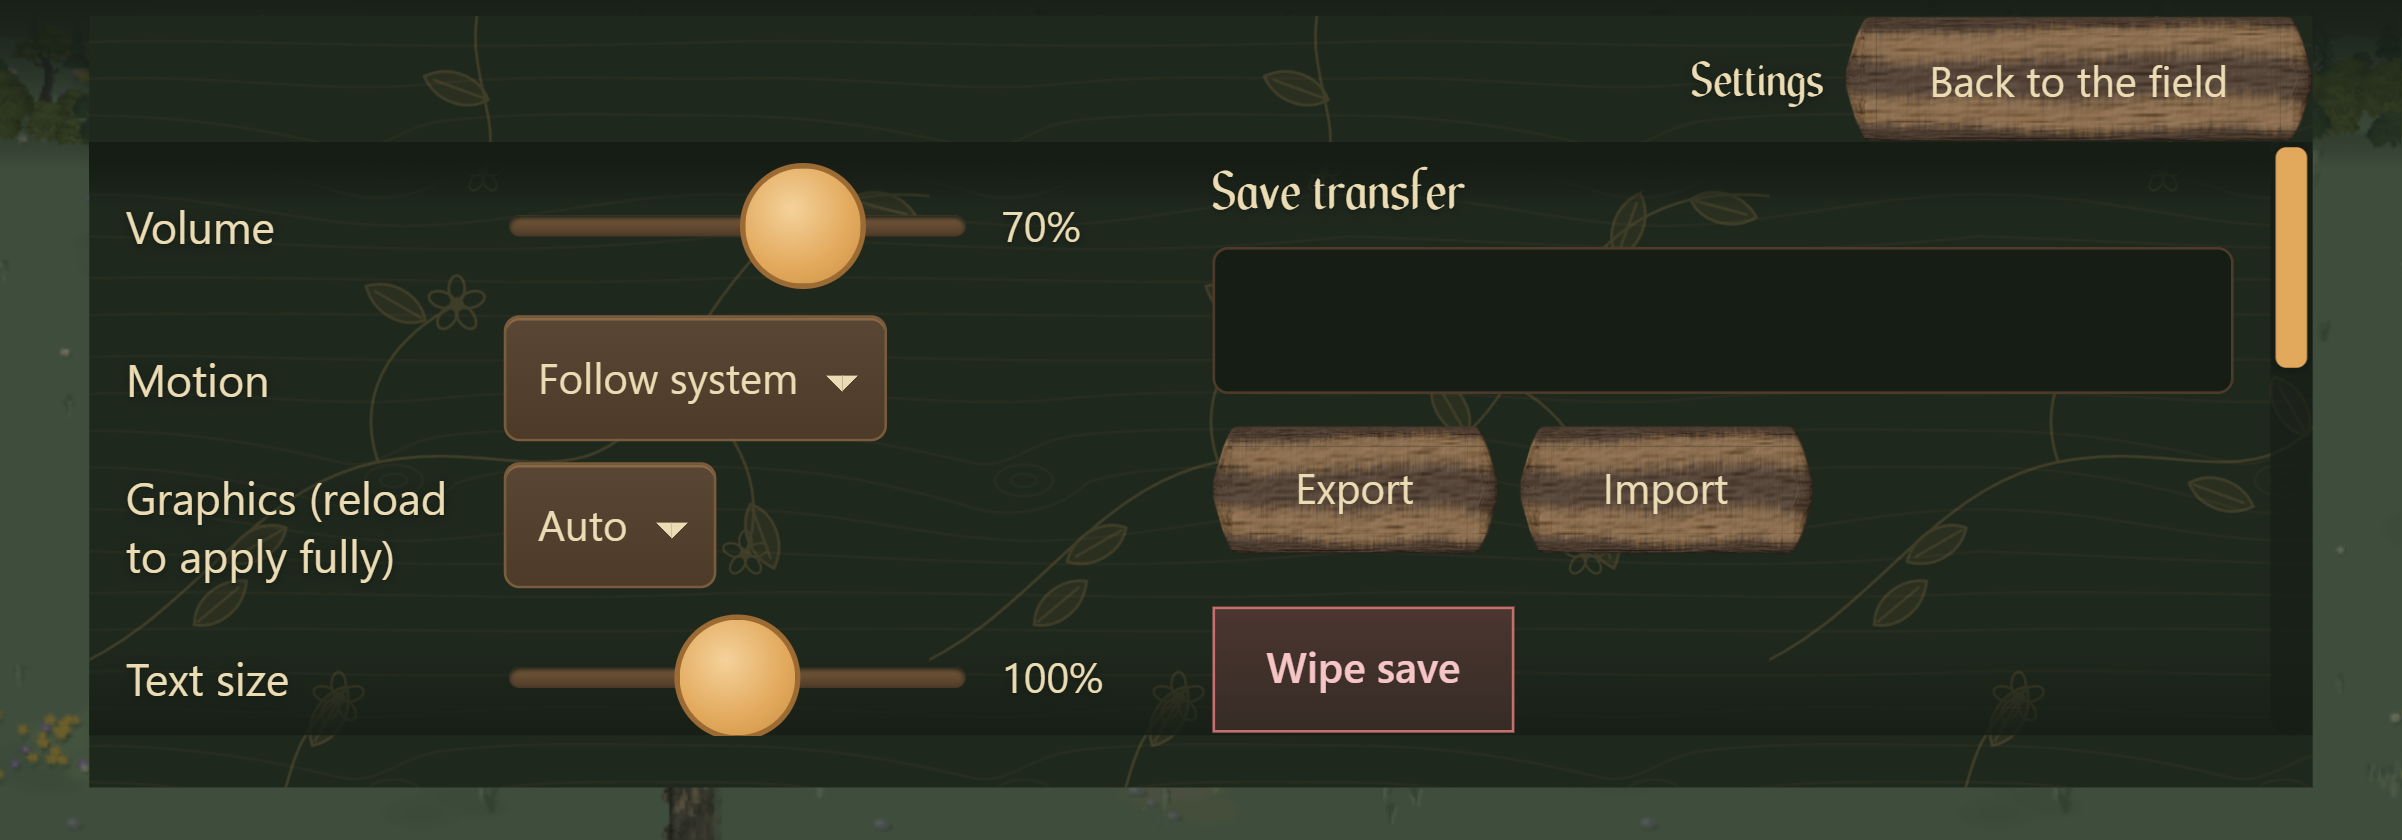 Settings
Back to the field
Volume
70%
Motion
Follow system
Graphics (reload
to apply fully)
Auto
Text size
100%
Save transfer
Export
Import
Wipe save